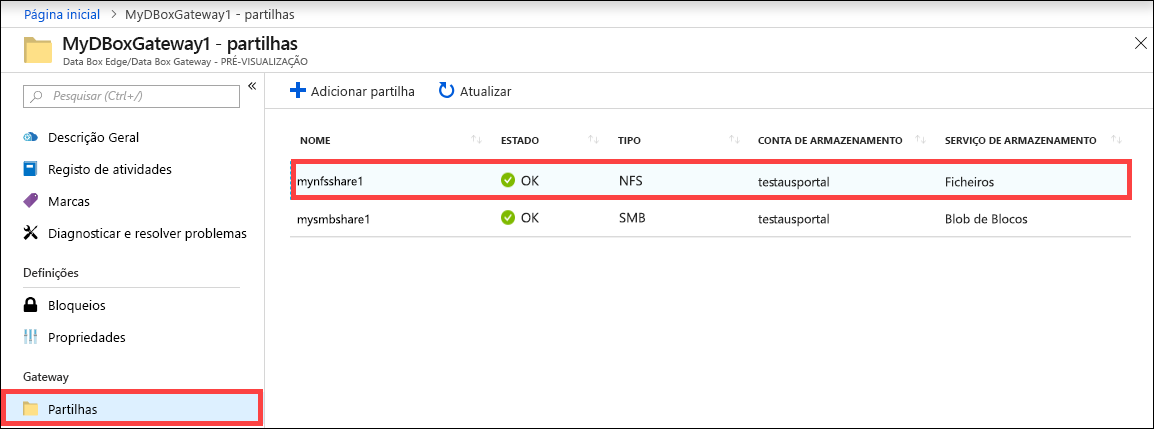 Página inicial > MyDBoxGateway1 - partilhas
MyDBoxGateway1 - partilhas
Data Box Edge/Data Box Gateway - PRÉ-VISUALIZAÇÃO
Pesquisar (Ctrl+/)
Descrição Geral
Registo de atividades
Marcas
Diagnosticar e resolver problemas
Definições
Bloqueios
Propriedades
Gateway
Partilhas
Adicionar partilha Atualizar
NOME ESTADO TIPO CONTA DE ARMAZENAMENTO SERVIÇO DE ARMAZENAMENTO
mynfsshare1 OK NFS testausportal Ficheiros
mysmbshare1 OK SMB testausportal Blob de Blocos